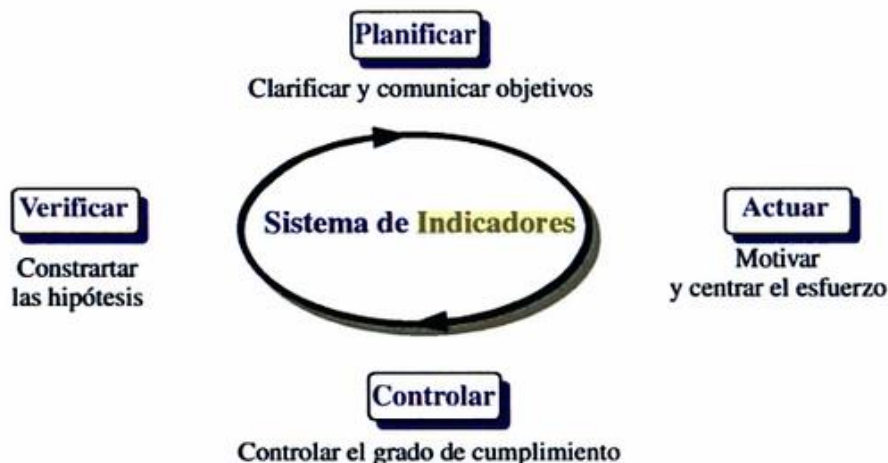 Planificar
Clarificar y comunicar objetivos
Verificar
Constrartar
las hipótesis
Sistema de Indicadores
Actuar
Motivar
y centrar el esfuerzo
Controlar
Controlar el grado de cumplimiento